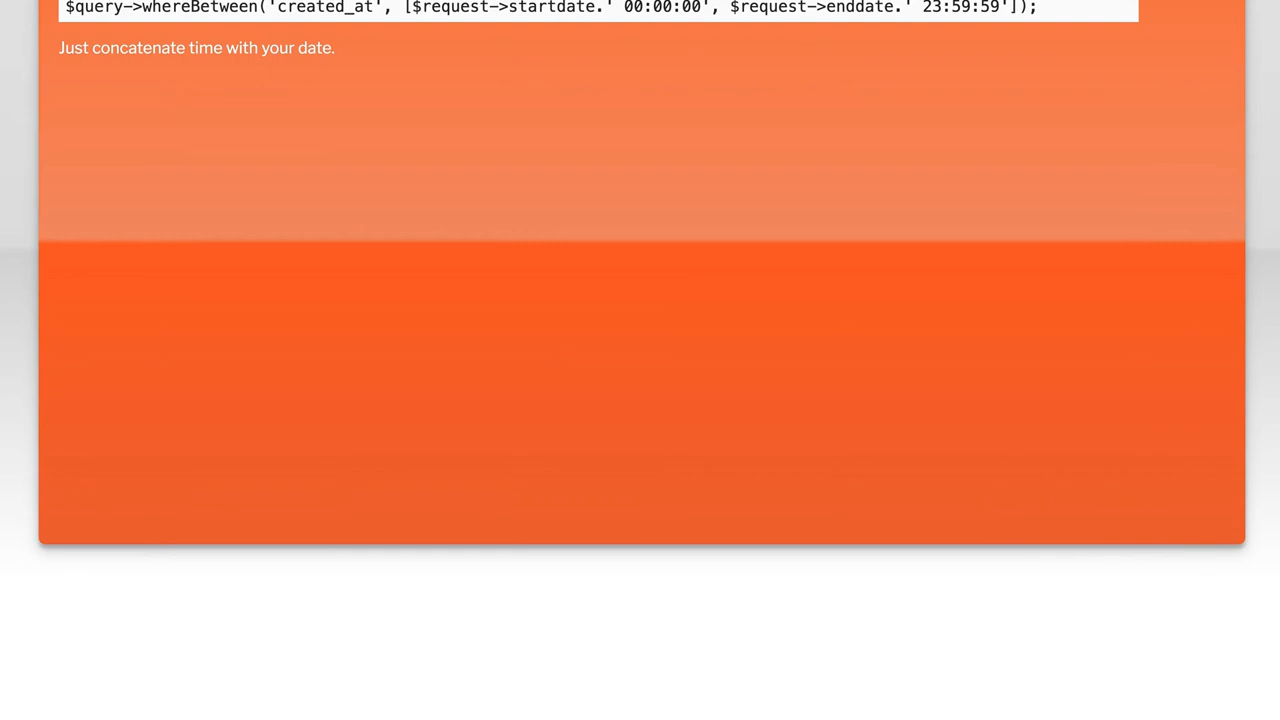 $query->whereBetween('created_at', [$request->startdate.' 00:00:00', $request->enddate.' 23:59:59']);
Just concatenate time with your date.